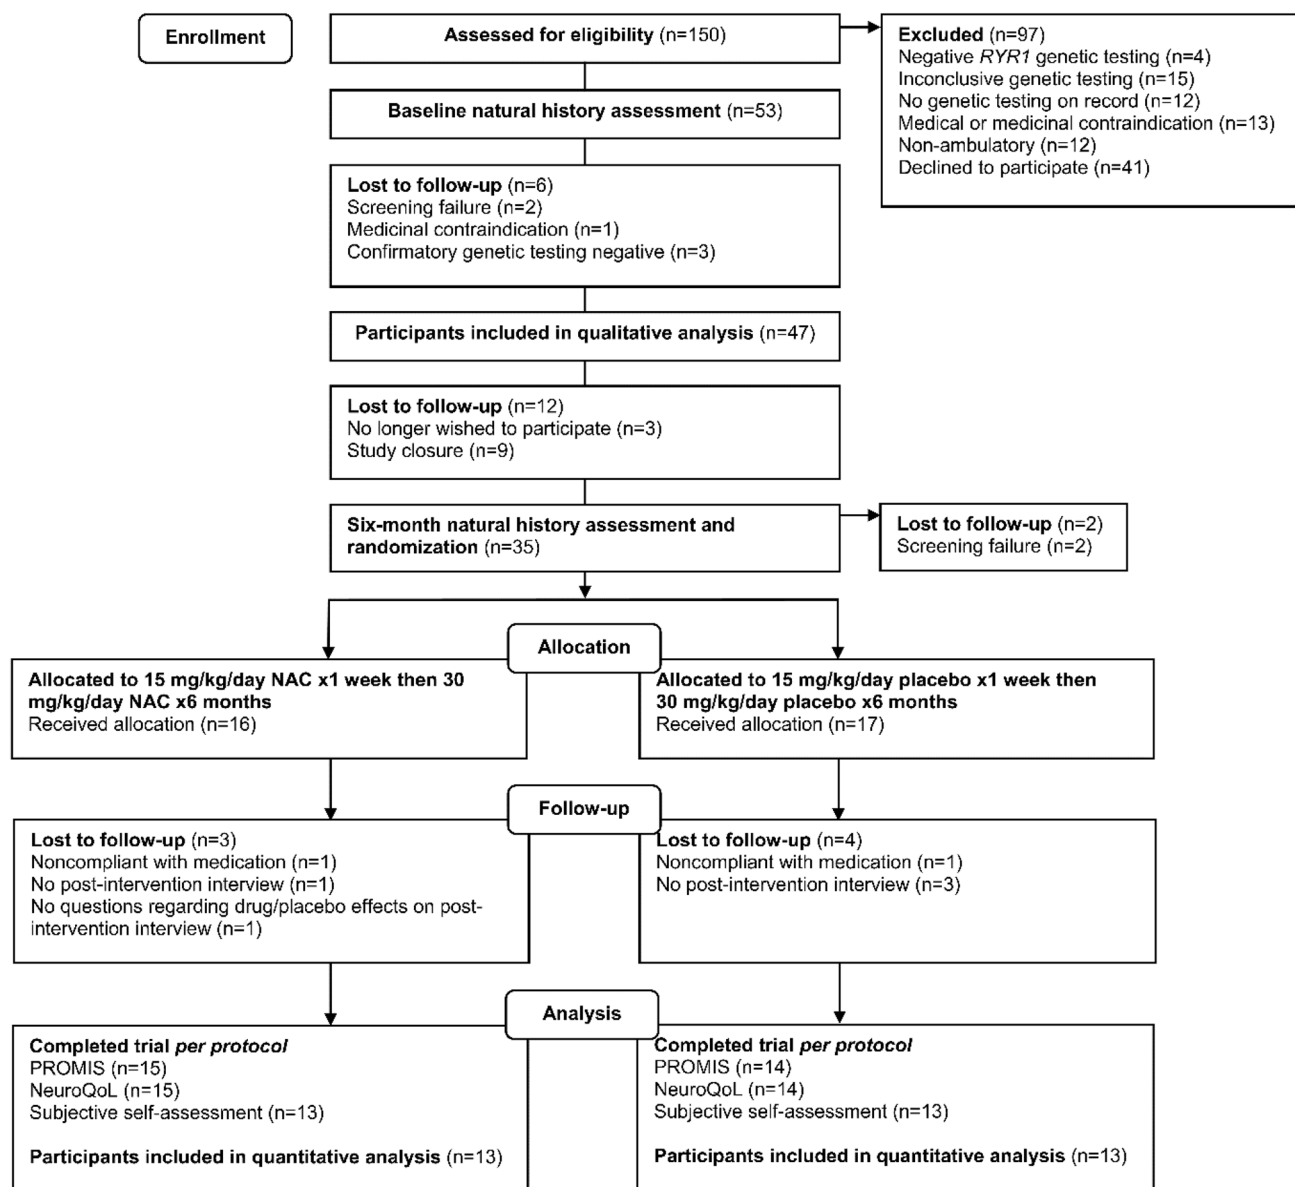 Enrollment
Assessed for eligibility (n=150)
Excluded (n=97)
Negative RYR1 genetic testing (n=4)
Inconclusive genetic testing (n=15)
No genetic testing on record (n=12)
Medical or medicinal contraindication (n=13)
Non-ambulatory (n=12)
Declined to participate (n=41)
Baseline natural history assessment (n=53)
Lost to follow-up (n=6)
Screening failure (n=2)
Medicinal contraindication (n=1)
Confirmatory genetic testing negative (n=3)
Participants included in qualitative analysis (n=47)
Lost to follow-up (n=12)
No longer wished to participate (n=3)
Study closure (n=9)
Six-month natural history assessment and
randomization (n=35)
Lost to follow-up (n=2)
Screening failure (n=2)
Allocation
Allocated to 15 mg/kg/day NAC x1 week then 30
mg/kg/day NAC x6 months
Received allocation (n=16)
Allocated to 15 mg/kg/day placebo x1 week then
30 mg/kg/day placebo x6 months
Received allocation (n=17)
Follow-up
Lost to follow-up (n=3)
Noncompliant with medication (n=1)
No post-intervention interview (n=1)
No questions regarding drug/placebo effects on post-
intervention interview (n=1)
Lost to follow-up (n=4)
Noncompliant with medication (n=1)
No post-intervention interview (n=3)
Analysis
Completed trial per protocol
PROMIS (n=15)
NeuroQoL (n=15)
Subjective self-assessment (n=13)
Participants included in quantitative analysis (n=13)
Completed trial per protocol
PROMIS (n=14)
NeuroQoL (n=14)
Subjective self-assessment (n=13)
Participants included in quantitative analysis (n=13)